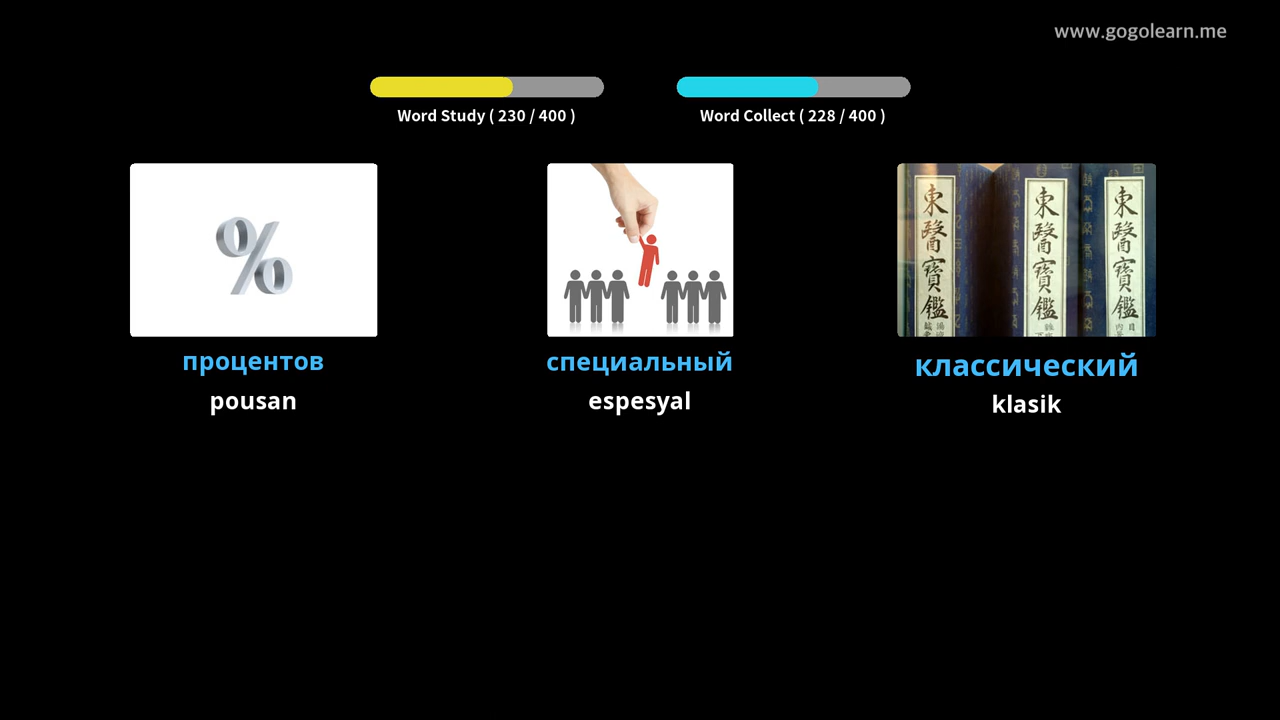 www.gogolearn.me
Word Study ( 230 / 400 )
Word Collect ( 228 / 400 )
%
東醫寶鑑
東醫寶鑑
東醫寶鑑
процентов
специальный
классический
pousan
espesyal
klasik